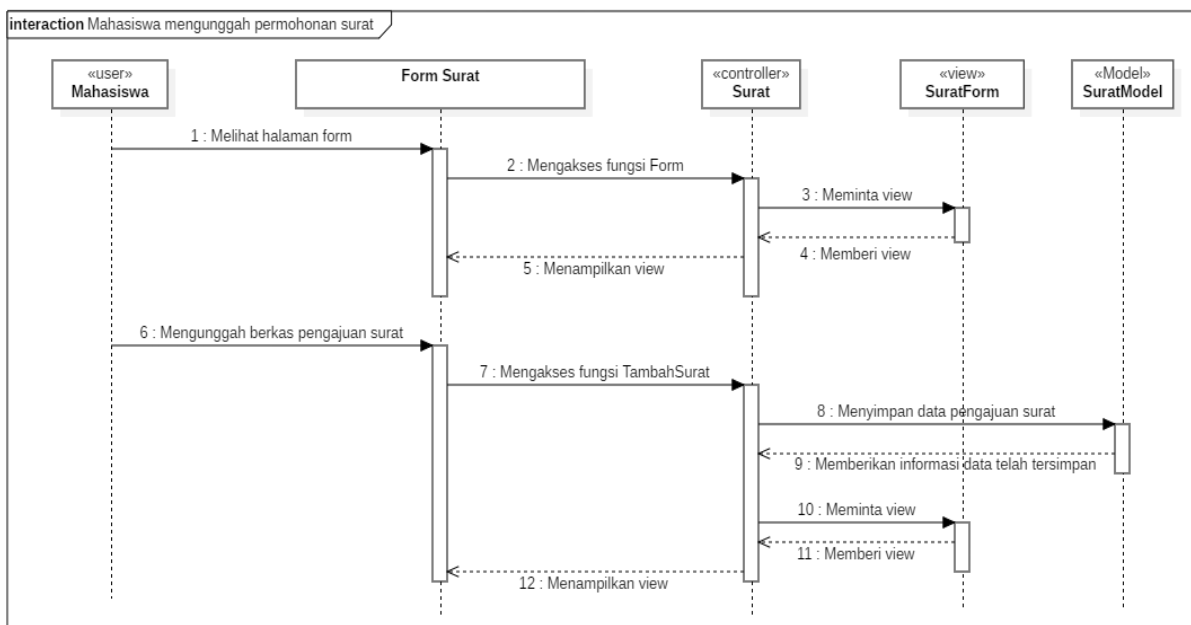 interaction Mahasiswa mengunggah permohonan surat
«user»
Mahasiswa
Form Surat
«controller»
Surat
«view»
SuratForm
«Model»
SuratModel
1 : Melihat halaman form
2 : Mengakses fungsi Form
3 : Meminta view
4 : Memberi view
5 : Menampilkan view
6 : Mengunggah berkas pengajuan surat
7 : Mengakses fungsi TambahSurat
8 : Menyimpan data pengajuan surat
9 : Memberikan informasi data telah tersimpan
10 : Meminta view
11 : Memberi view
12 : Menampilkan view